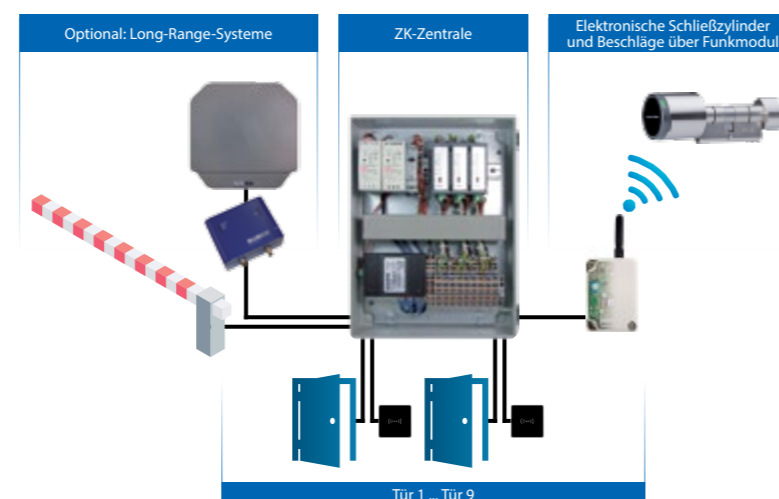 Optional: Long-Range-Systeme
ZK-Zentrale
Elektronische Schließzylinder
und Beschläge über Funkmodul
Tür 1 ... Tür 9